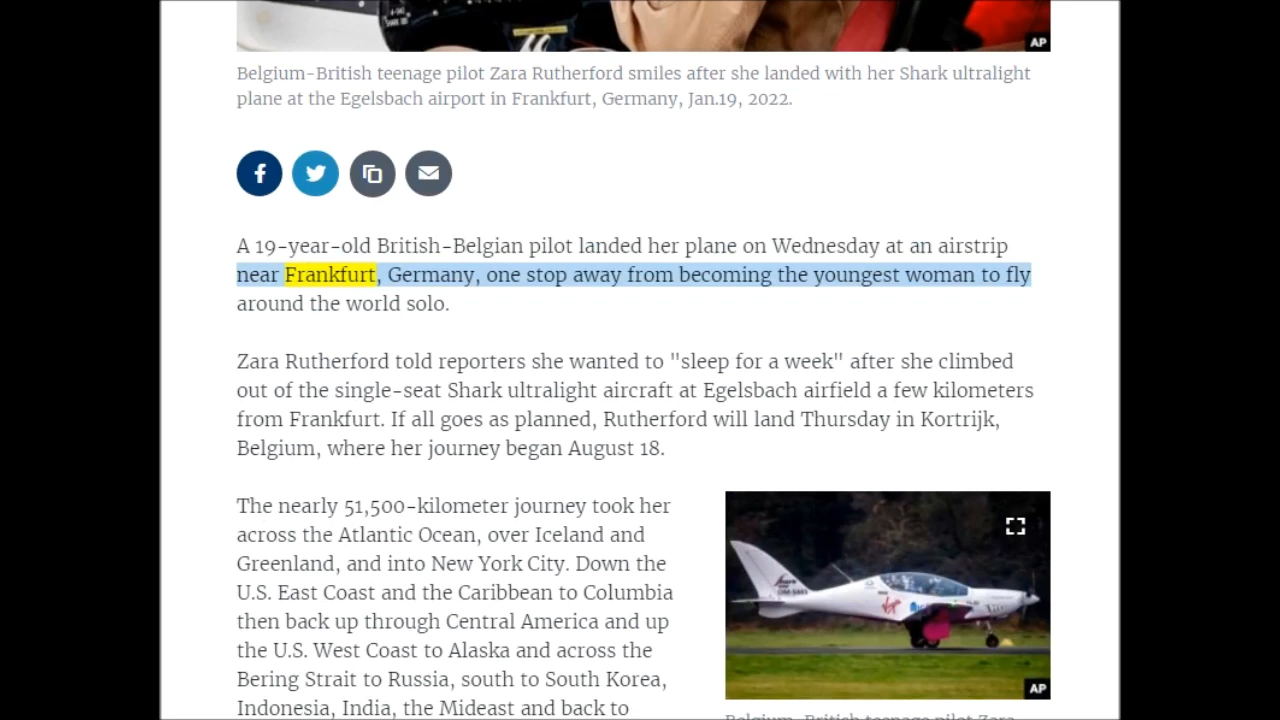 AP
Belgium-British teenage pilot Zara Rutherford smiles after she landed with her Shark ultralight
plane at the Egelsbach airport in Frankfurt, Germany, Jan.19, 2022.
A 19-year-old British-Belgian pilot landed her plane on Wednesday at an airstrip
near Frankfurt, Germany, one stop away from becoming the youngest woman to fly
around the world solo.
Zara Rutherford told reporters she wanted to "sleep for a week" after she climbed
out of the single-seat Shark ultralight aircraft at Egelsbach airfield a few kilometers
from Frankfurt. If all goes as planned, Rutherford will land Thursday in Kortrijk,
Belgium, where her journey began August 18.
The nearly 51,500-kilometer journey took her
across the Atlantic Ocean, over Iceland and
Greenland, and into New York City. Down the
U.S. East Coast and the Caribbean to Columbia
then back up through Central America and up
the U.S. West Coast to Alaska and across the
Bering Strait to Russia, south to South Korea,
Indonesia, India, the Mideast and back to
Virgin
AP
Belgium-British teenage pilot Zara